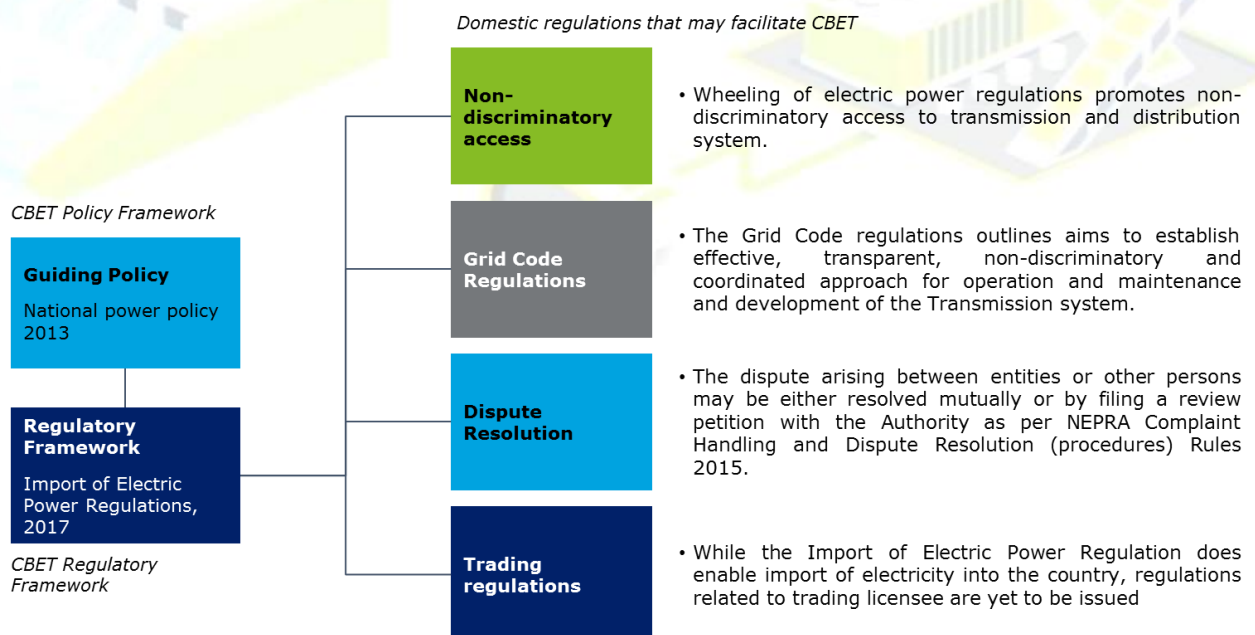 Domestic regulations that may facilitate CBET
Non-
discriminatory
access
• Wheeling of electric power regulations promotes non-
discriminatory access to transmission and distribution
system.
CBET Policy Framework
Guiding Policy
National power policy
2013
Grid Code
Regulations
• The Grid Code regulations outlines aims to establish
effective, transparent, non-discriminatory and
coordinated approach for operation and maintenance
and development of the Transmission system.
Regulatory
Framework
Import of Electric
Power Regulations,
2017
CBET Regulatory
Framework
Dispute
Resolution
• The dispute arising between entities or other persons
may be either resolved mutually or by filing a review
petition with the Authority as per NEPRA Complaint
Handling and Dispute Resolution (procedures) Rules
2015.
Trading
regulations
• While the Import of Electric Power Regulation does
enable import of electricity into the country, regulations
related to trading licensee are yet to be issued